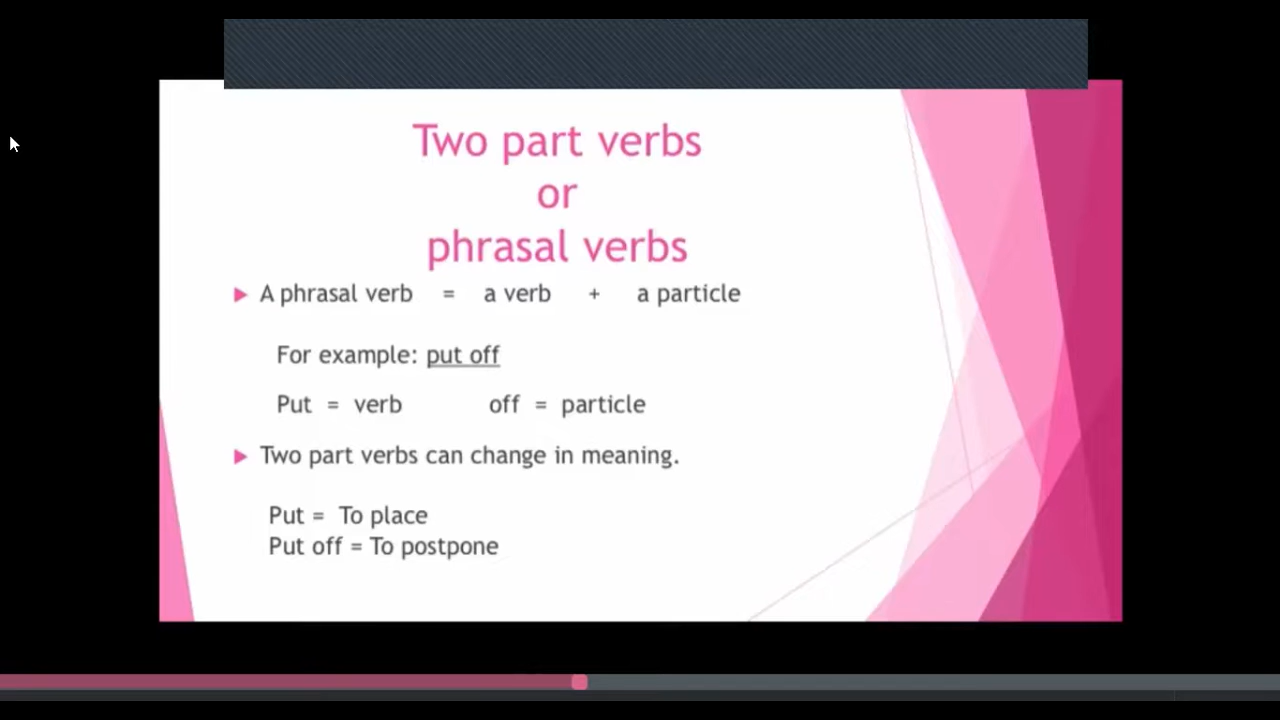 Two part verbs
or
phrasal verbs
A phrasal verb = a verb + a particle
For example: put off
Put = verb off = particle
Two part verbs can change in meaning.
Put = To place
Put off = To postpone